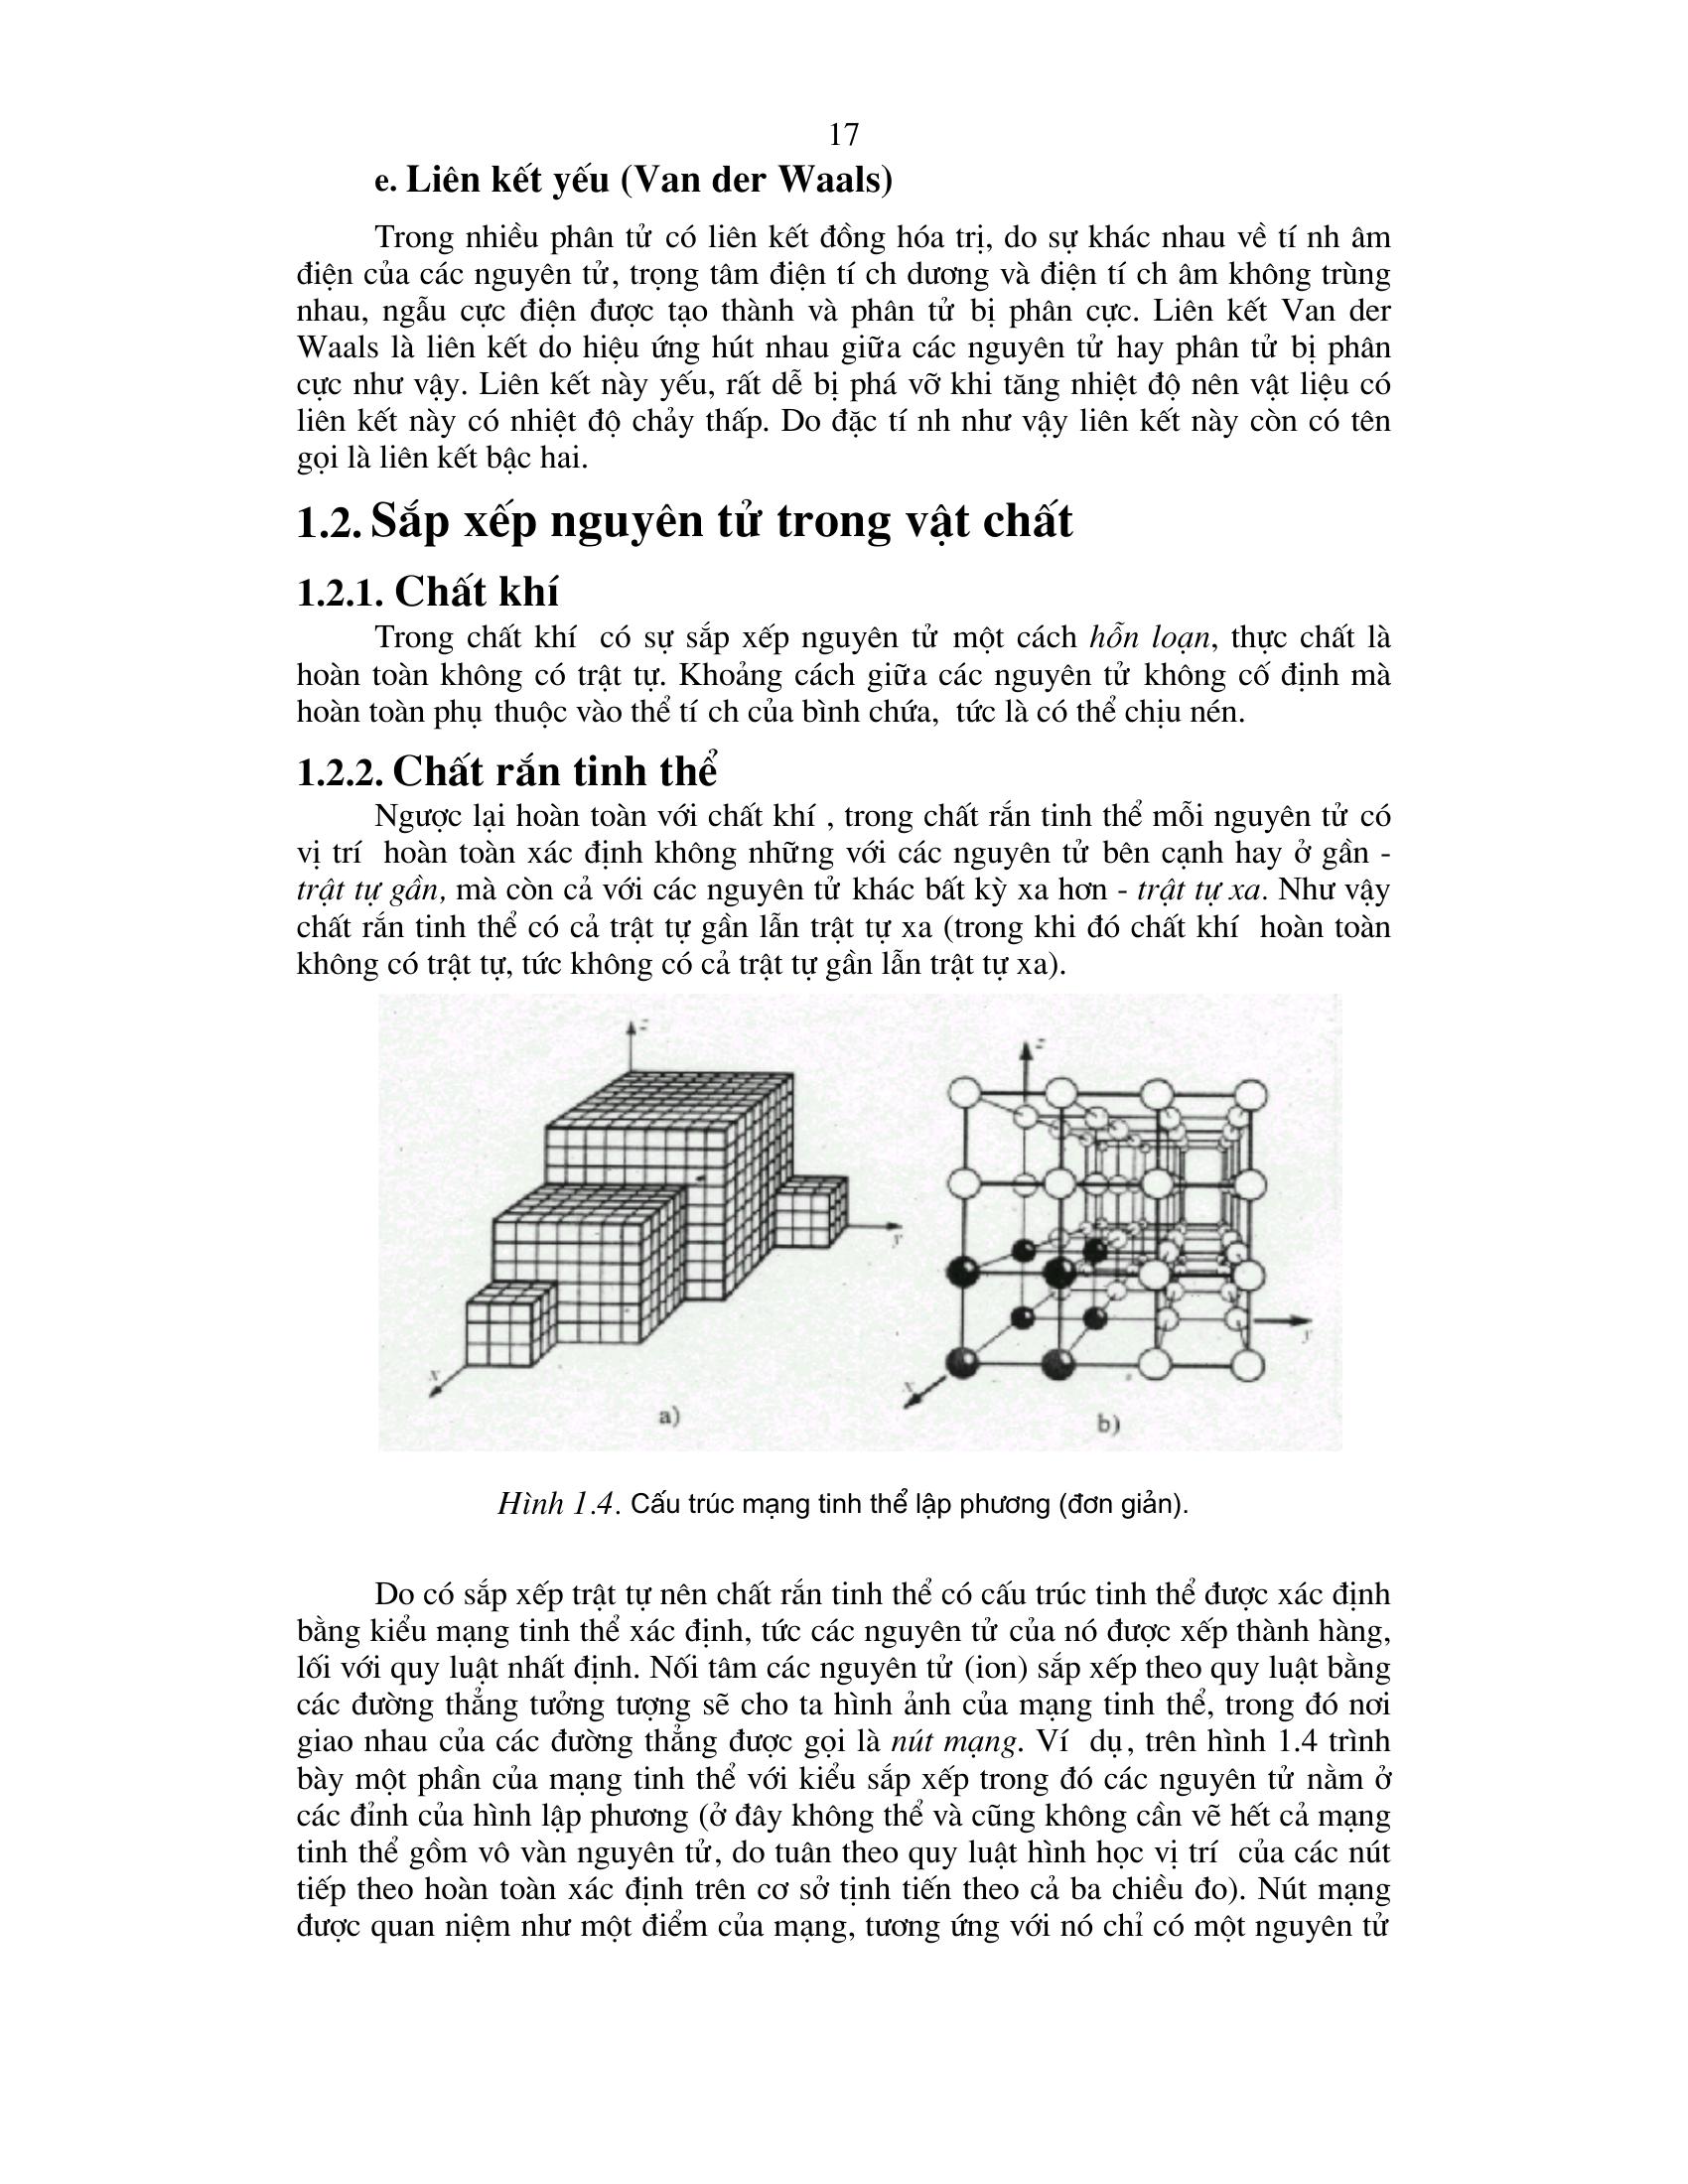 17
e. Liên kết yếu (Van der Waals)
Trong nhiều phân tử có liên kết đồng hóa trị, do sự khác nhau về tí nh âm
điện của các nguyên tử, trọng tâm điện tí ch dương và điện tí ch âm không trùng
nhau, ngẫu cực điện được tạo thành và phân tử bị phân cực. Liên kết Van der
Waals là liên kết do hiệu ứng hút nhau giữa các nguyên tử hay phân tử bị phân
cực như vậy. Liên kết này yếu, rất dễ bị phá vỡ khi tăng nhiệt độ nên vật liệu có
liên kết này có nhiệt độ chảy thấp. Do đặc tí nh như vậy liên kết này còn có tên
gọi là liên kết bậc hai.
1.2. Sắp xếp nguyên tử trong vật chất
1.2.1. Chất khí
Trong chất khí có sự sắp xếp nguyên tử một cách hỗn loạn, thực chất là
hoàn toàn không có trật tự. Khoảng cách giữa các nguyên tử không cố định mà
hoàn toàn phụ thuộc vào thể tí ch của bình chứa, tức là có thể chịu nén.
1.2.2. Chất rắn tinh thể
Ngược lại hoàn toàn với chất khí , trong chất rắn tinh thể mỗi nguyên tử có
vị trí hoàn toàn xác định không những với các nguyên tử bên cạnh hay ở gần -
trật tự gần, mà còn cả với các nguyên tử khác bất kỳ xa hơn - trật tự xa. Như vậy
chất rắn tinh thể có cả trật tự gần lẫn trật tự xa (trong khi đó chất khí hoàn toàn
không có trật tự, tức không có cả trật tự gần lẫn trật tự xa).
z
y
x
a)
z
y
x
b)
Hình 1.4. Cấu trúc mạng tinh thể lập phương (đơn giản).
Do có sắp xếp trật tự nên chất rắn tinh thể có cấu trúc tinh thể được xác định
bằng kiểu mạng tinh thể xác định, tức các nguyên tử của nó được xếp thành hàng,
lối với quy luật nhất định. Nối tâm các nguyên tử (ion) sắp xếp theo quy luật bằng
các đường thẳng tưởng tượng sẽ cho ta hình ảnh của mạng tinh thể, trong đó nơi
giao nhau của các đường thẳng được gọi là nút mạng. Ví dụ, trên hình 1.4 trình
bày một phần của mạng tinh thể với kiểu sắp xếp trong đó các nguyên tử nằm ở
các đỉnh của hình lập phương (ở đây không thể và cũng không cần vẽ hết cả mạng
tinh thể gồm vô vàn nguyên tử, do tuân theo quy luật hình học vị trí của các nút
tiếp theo hoàn toàn xác định trên cơ sở tịnh tiến theo cả ba chiều đo). Nút mạng
được quan niệm như một điểm của mạng, tương ứng với nó chỉ có một nguyên tử